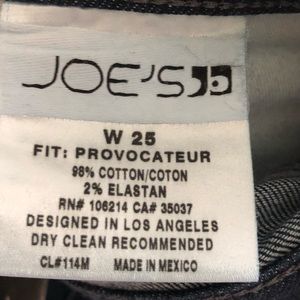 JOE'S
W 25
FIT: PROVOCATEUR
98% COTTON/COTON
2% ELASTAN
RN# 106214 CA# 35037
DESIGNED IN LOS ANGELES
DRY CLEAN RECOMMENDED
CL#114M MADE IN MEXICO